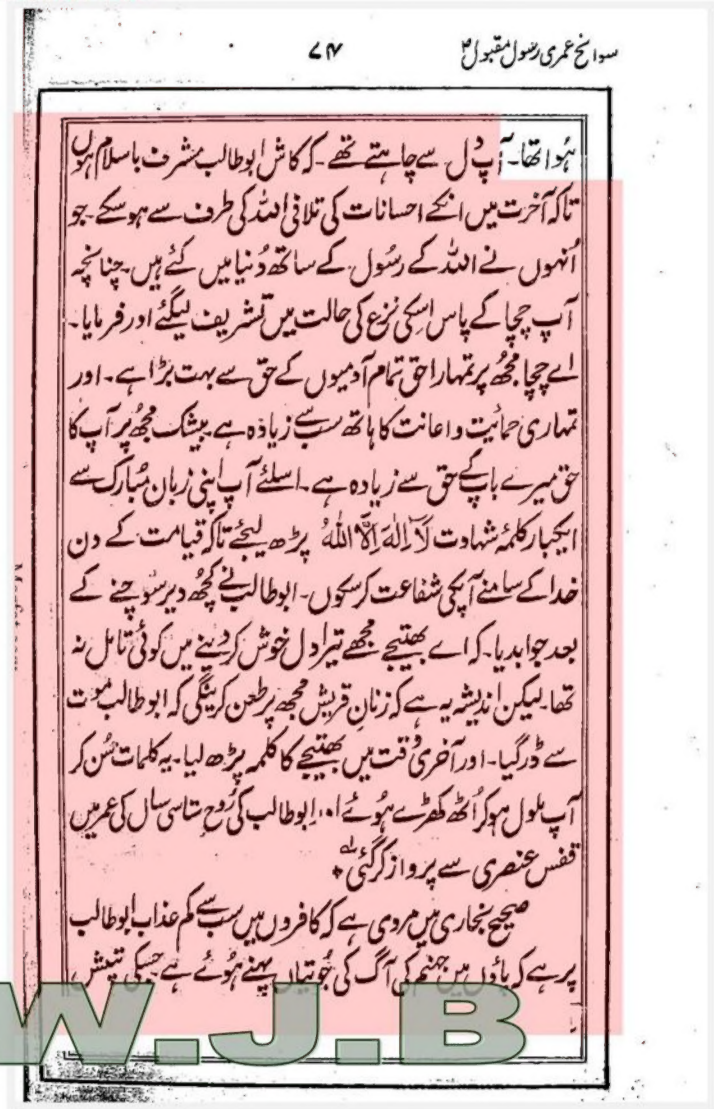 سوانح عمری رسول مقبول ؐ
۷۴
ہُوا تھا۔ آپ دل سے چاہتے تھے۔ کہ کاش ابوطالب مشرف باسلام ہوں
تاکہ آخرت میں انکے احسانات کی تلافی اللہ کی طرف سے ہو سکے۔ جو
اُنہوں نے اللہ کے رسُول کے ساتھ دُنیا میں کئے ہیں۔ چنانچہ
آپ چچا کے پاس اسکی نزع کی حالت میں تشریف لیگئے اور فرمایا۔
اے چچا مجھ پر تمہارا حق تمام آدمیوں کے حق سے بہت بڑا ہے۔ اور
تمہاری حمائیت و اعانت کا ہاتھ سب سے زیادہ ہے۔ بیشک مجھ پر آپ کا
حق میرے باپ کے حق سے زیادہ ہے۔ اسلئے آپ اپنی زبان مُبارک سے
ایکبار کلمۂ شہادت لَا اِلٰہَ اِلَّا اللّٰہُ پڑھ لیجئے تاکہ قیامت کے دن
خدا کے سامنے آپکی شفاعت کر سکوں۔ ابوطالب نے کچھ دیر سوچنے کے
بعد جوابدیا۔ کہ اے بھتیجے مجھے تیرا دل خوش کر دینے میں کوئی تامل نہ
تھا۔ لیکن اندیشہ یہ ہے کہ زنانِ قریش مجھ پر طعن کرینگی کہ ابوطالب موت
سے ڈر گیا۔ اور آخری وقت میں بھتیجے کا کلمہ پڑھ لیا۔ یہ کلمات سُن کر
آپ ملول ہو کر اُٹھ کھڑے ہُوئے ابوطالب کی رُوح ستاسی سال کی عمر میں
قفس عنصری سے پرواز کر گئی
صحیح بخاری میں مروی ہے کہ کافروں میں سب سے کم عذاب ابوطالب
پر ہے کہ پاؤں میں جہنم کی آگ کی جُوتیاں پہنے ہُوئے ہے جسکی تپش
W.J.B